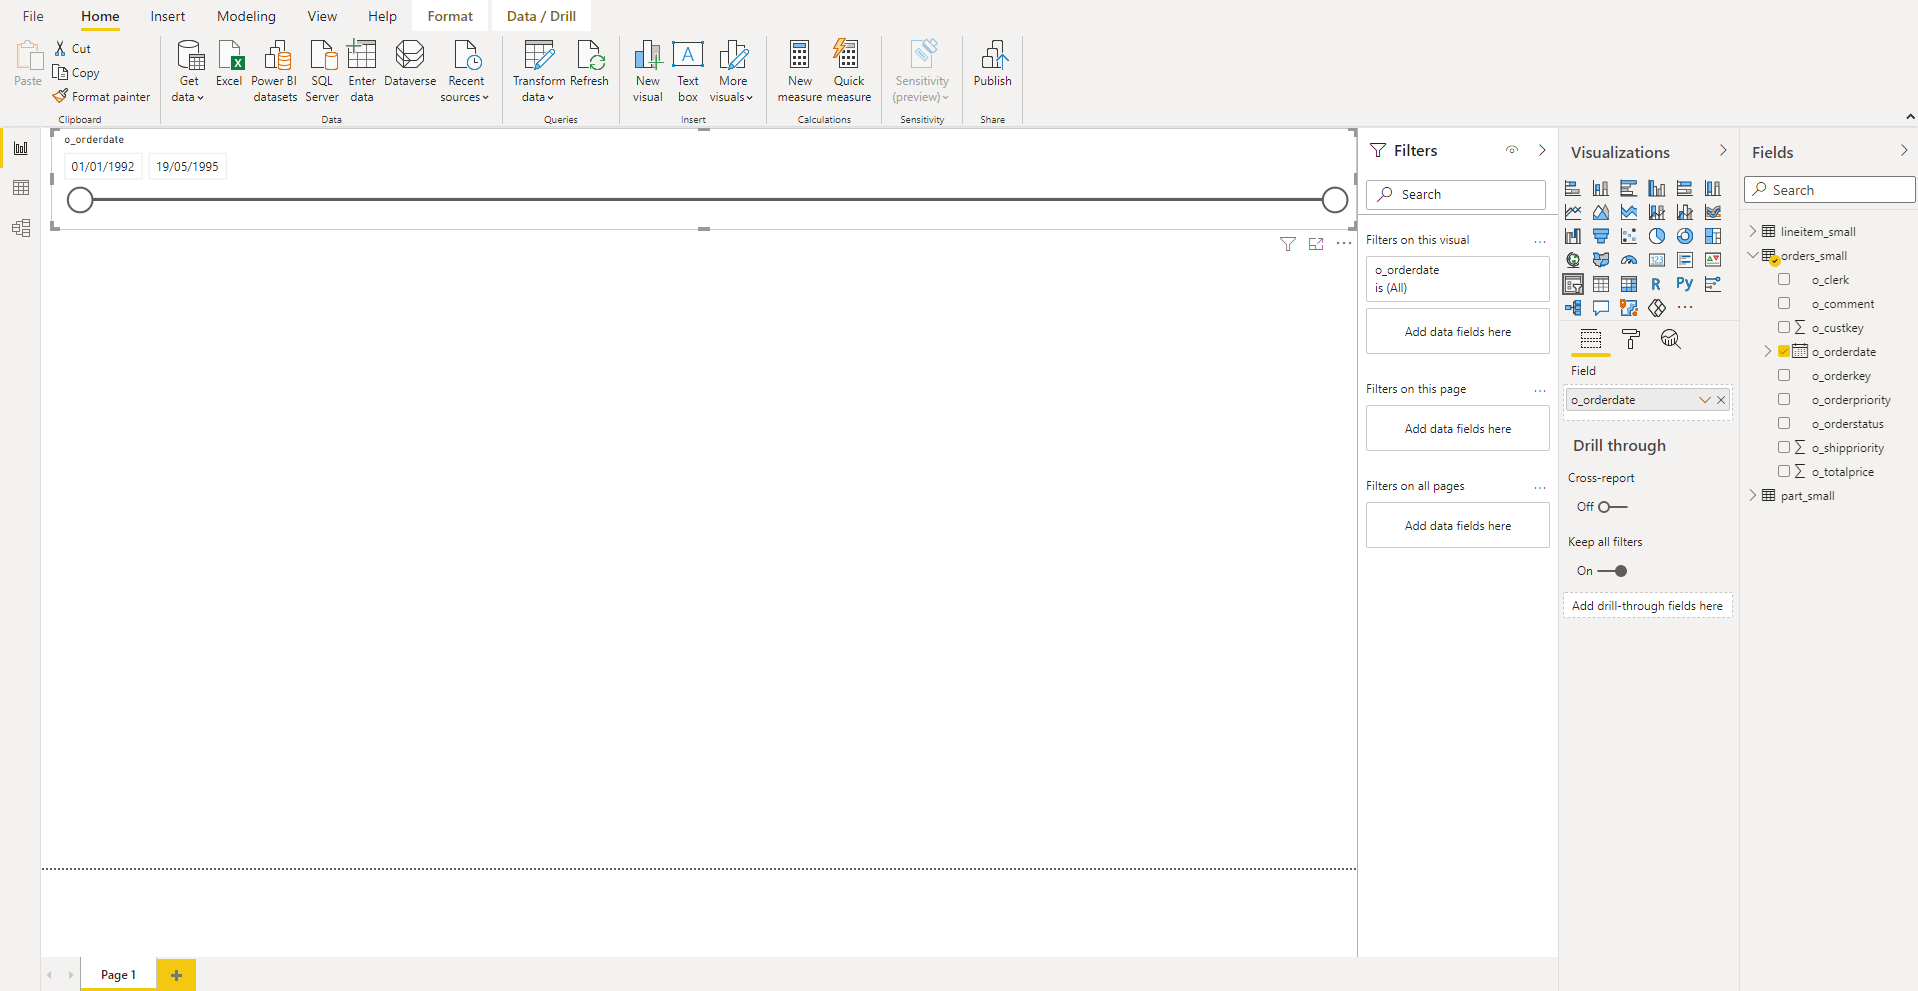 File Home Insert Modeling View Help Format Data / Drill
Paste
Cut
Copy
Format painter
Clipboard
Get data
Excel
Power BI datasets
SQL Server
Enter data
Dataverse
Recent sources
Data
Transform data
Refresh
Queries
New visual
Text box
More visuals
Insert
New measure
Quick measure
Calculations
Sensitivity (preview)
Sensitivity
Publish
Share
o_orderdate
01/01/1992 19/05/1995
Filters
Search
Filters on this visual
o_orderdate
is (All)
Add data fields here
Filters on this page
Add data fields here
Filters on all pages
Add data fields here
Visualizations
123
R Py
Field
o_orderdate
Drill through
Cross-report
Off
Keep all filters
On
Add drill-through fields here
Fields
Search
lineitem_small
orders_small
o_clerk
o_comment
o_custkey
o_orderdate
o_orderkey
o_orderpriority
o_orderstatus
o_shippriority
o_totalprice
part_small
Page 1